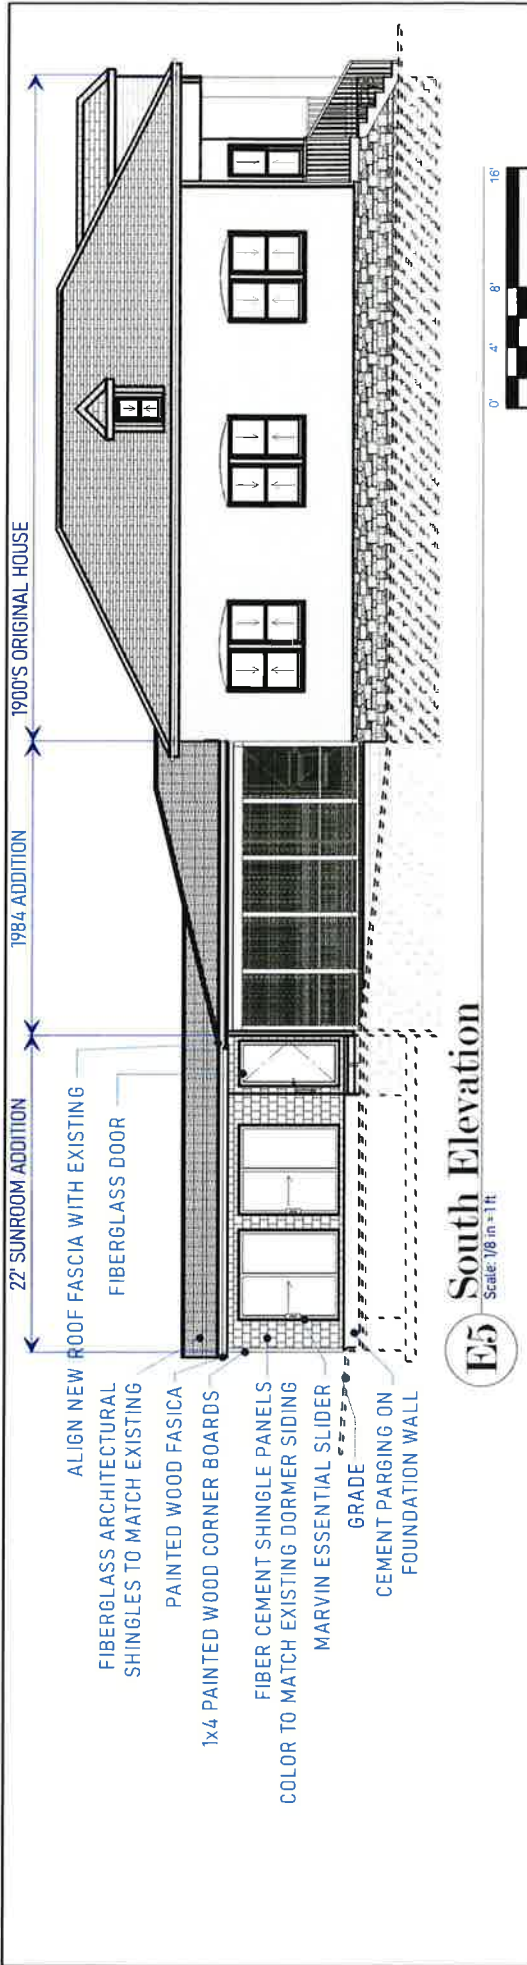 22' SUNROOM ADDITION
1984 ADDITION
1900'S ORIGINAL HOUSE
ALIGN NEW ROOF FASCIA WITH EXISTING
FIBERGLASS DOOR
FIBERGLASS ARCHITECTURAL
SHINGLES TO MATCH EXISTING
PAINTED WOOD FASICA
1x4 PAINTED WOOD CORNER BOARDS
FIBER CEMENT SHINGLE PANELS
COLOR TO MATCH EXISTING DORMER SIDING
MARVIN ESSENTIAL SLIDER
GRADE
CEMENT PARGING ON
FOUNDATION WALL
E5 South Elevation
Scale: 1/8 in = 1 ft
0' 4' 8' 16'